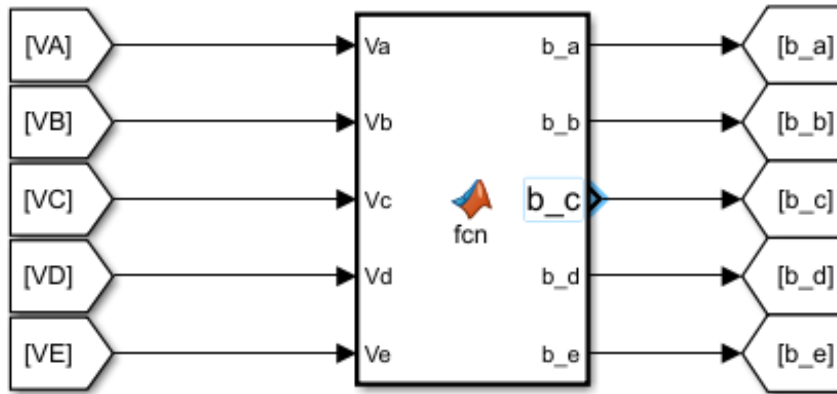 [VA] Va b_a [b_a]
[VB] Vb b_b [b_b]
[VC] Vc b_c [b_c]
fcn
[VD] Vd b_d [b_d]
[VE] Ve b_e [b_e]